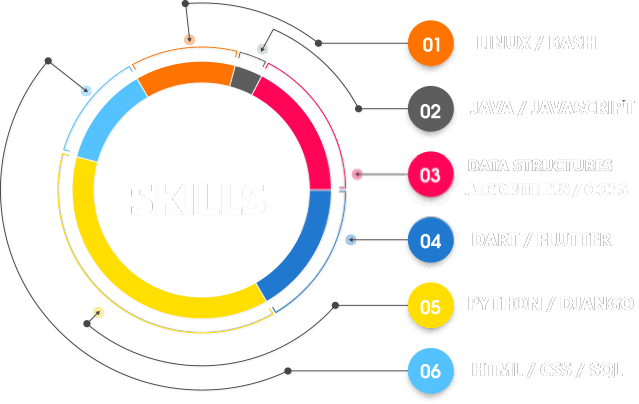 SKILLS
01 LINUX / BASH
02 JAVA / JAVASCRIPT
03 DATA STRUCTURES
ALGORITHMS / OOPS
04 DART / FLUTTER
05 PYTHON / DJANGO
06 HTML / CSS / SQL